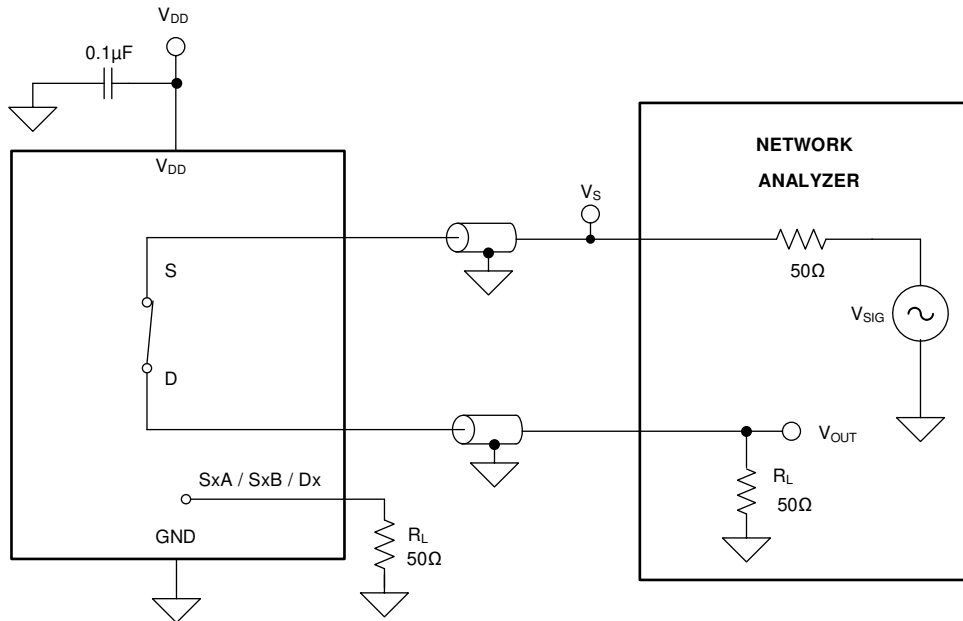 V_DD
0.1µF
V_DD
NETWORK
ANALYZER
V_S
50Ω
S
V_SIG
D
V_OUT
SxA / SxB / Dx
R_L
50Ω
GND
R_L
50Ω